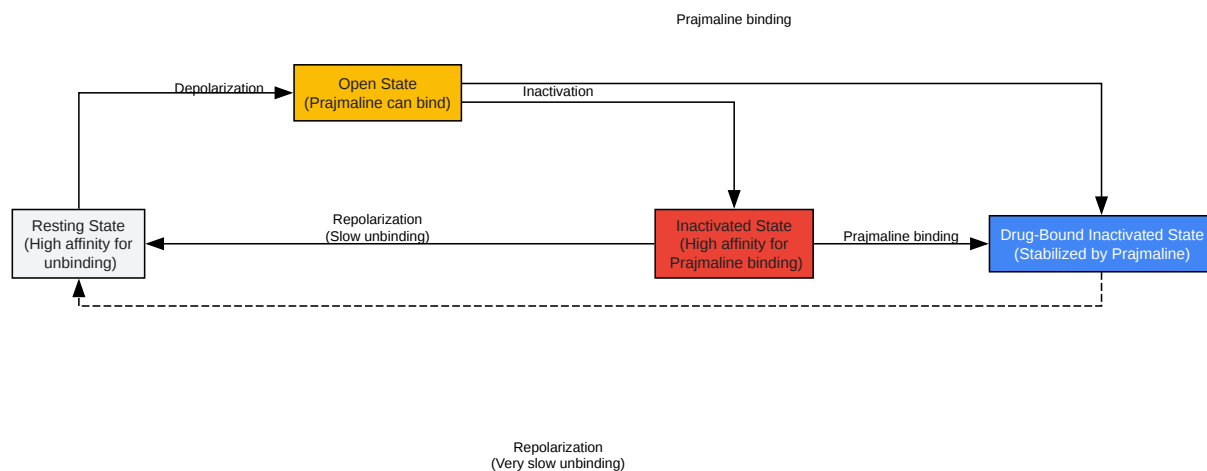 Prajmaline binding
Open State
(Prajmaline can bind)
Depolarization
Inactivation
Resting State
(High affinity for
unbinding)
Repolarization
(Slow unbinding)
Inactivated State
(High affinity for
Prajmaline binding)
Prajmaline binding
Drug-Bound Inactivated State
(Stabilized by Prajmaline)
Repolarization
(Very slow unbinding)